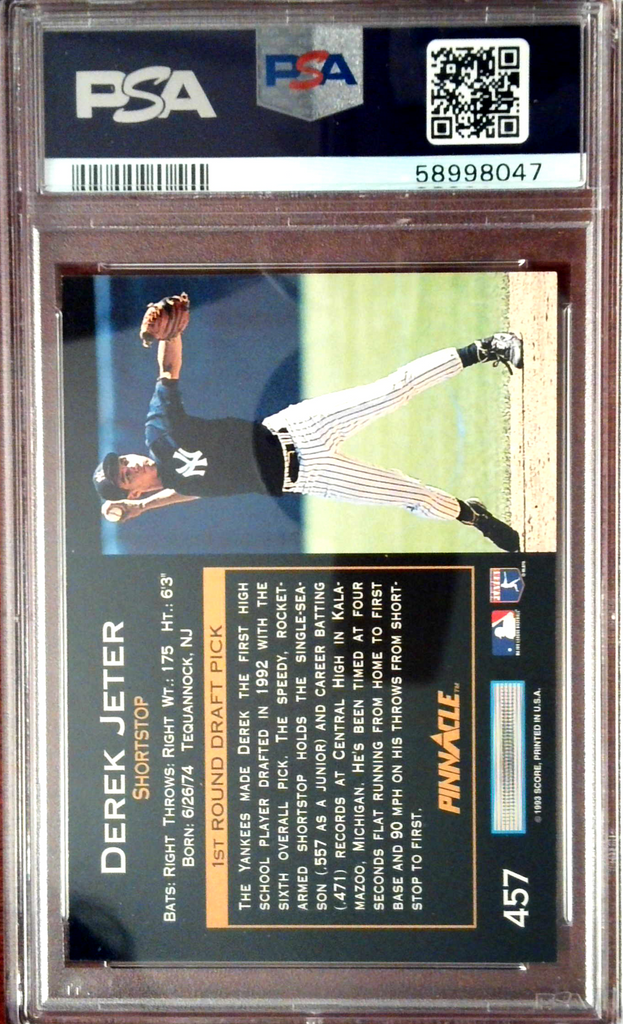 PSA
PSA
58998047
DEREK JETER
SHORTSTOP
BATS: RIGHT THROWS: RIGHT WT.: 175 HT.: 6'3"
BORN: 6/26/74 TEQUANNOCK, NJ
1ST ROUND DRAFT PICK
THE YANKEES MADE DEREK THE FIRST HIGH
SCHOOL PLAYER DRAFTED IN 1992 WITH THE
SIXTH OVERALL PICK. THE SPEEDY, ROCKET-
ARMED SHORTSTOP HOLDS THE SINGLE-SEA-
SON (.557 AS A JUNIOR) AND CAREER BATTING
(.471) RECORDS AT CENTRAL HIGH IN KALA-
MAZOO, MICHIGAN. HE'S BEEN TIMED AT FOUR
SECONDS FLAT RUNNING FROM HOME TO FIRST
BASE AND 90 MPH ON HIS THROWS FROM SHORT-
STOP TO FIRST.
PINNACLE™
457
© 1993 SCORE, PRINTED IN U.S.A.
NY
PSA